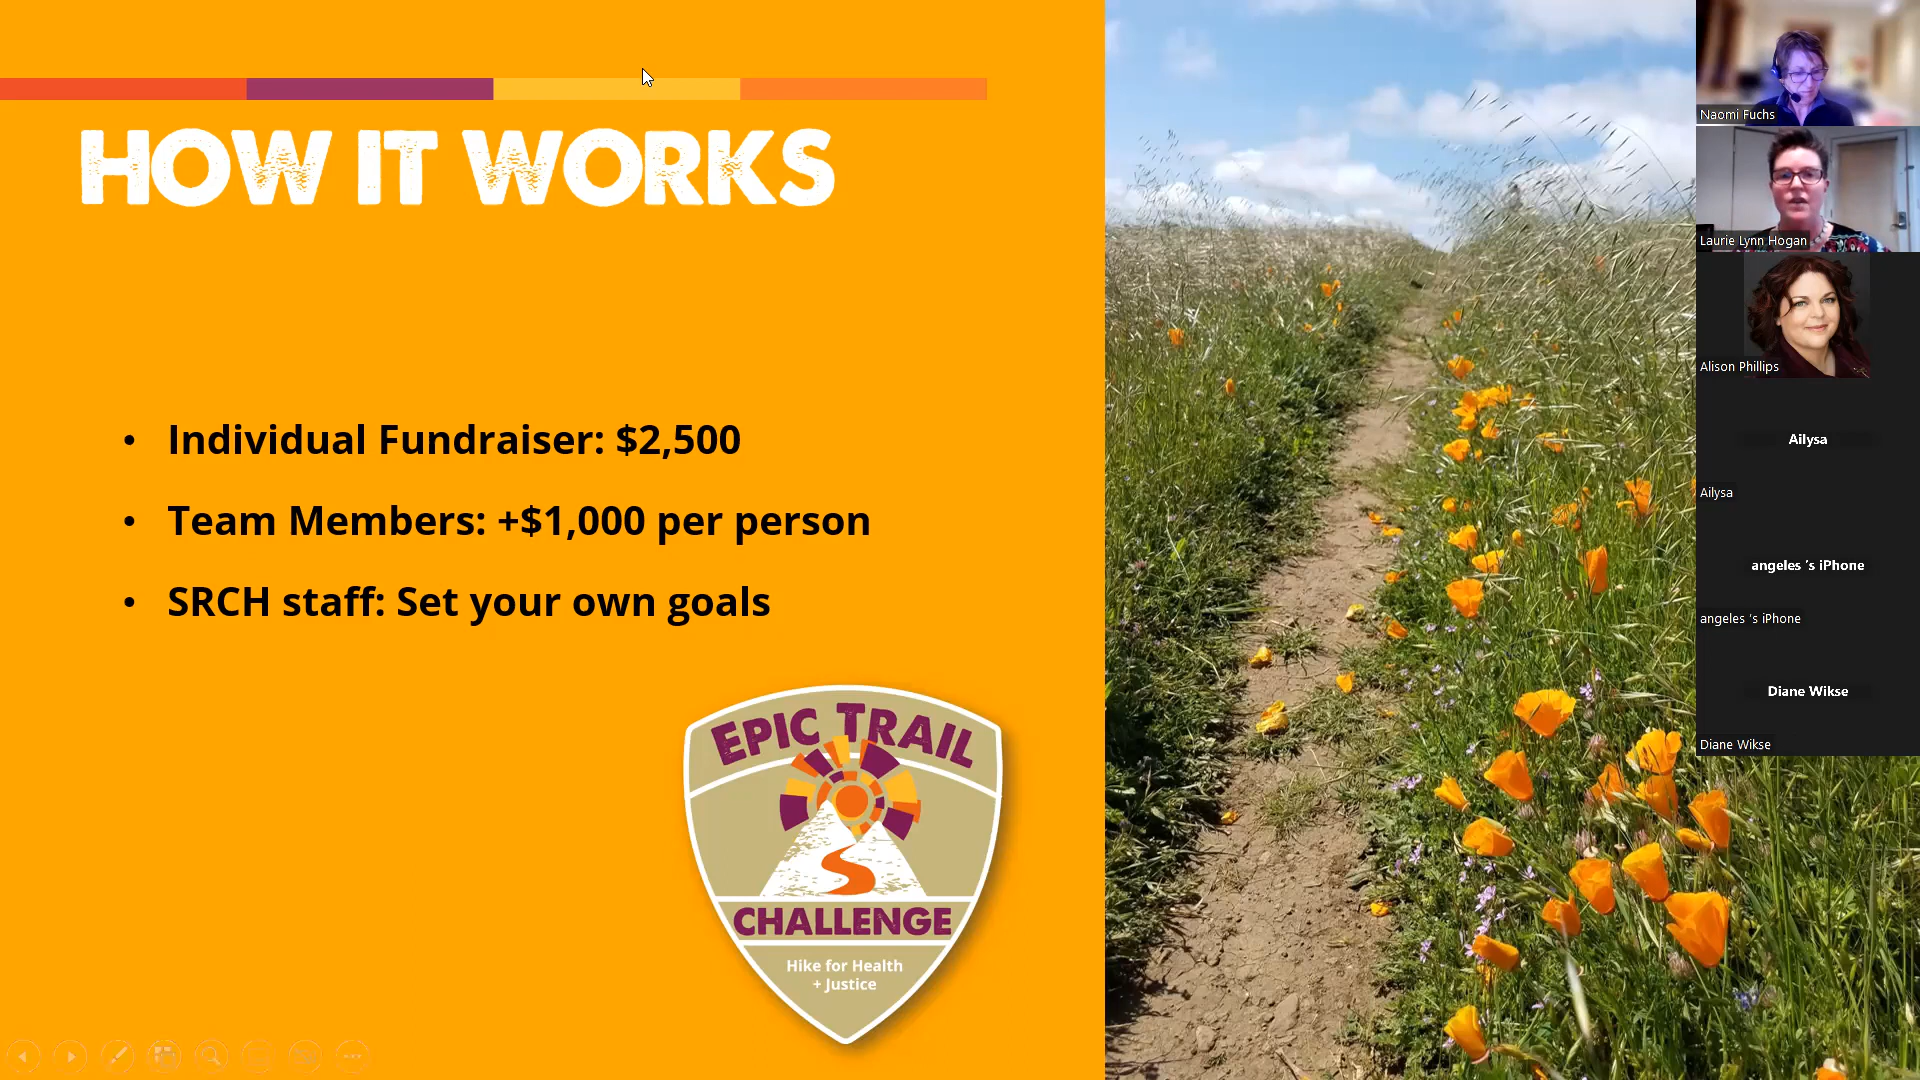 HOW IT WORKS
• Individual Fundraiser: $2,500
• Team Members: +$1,000 per person
• SRCH staff: Set your own goals
EPIC TRAIL
CHALLENGE
Hike for Health
+ Justice
Naomi Fuchs
Laurie Lynn Hogan
Alison Phillips
Ailysa
Ailysa
angeles 's iPhone
angeles 's iPhone
Diane Wikse
Diane Wikse